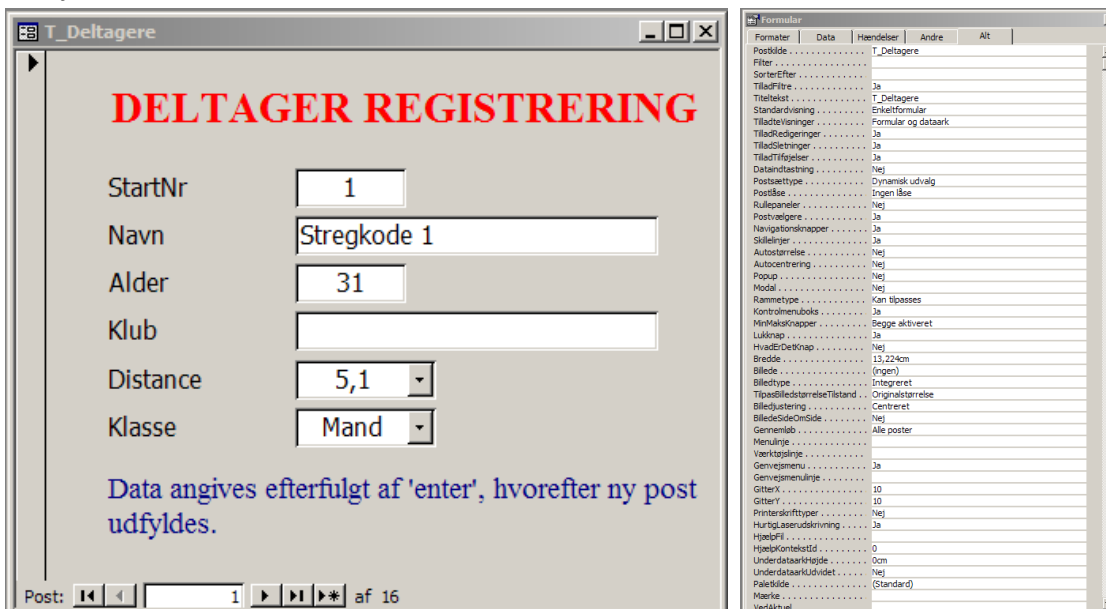 T_Deltagere
DELTAGER REGISTRERING
StartNr 1
Navn Stregkode 1
Alder 31
Klub
Distance 5,1
Klasse Mand
Data angives efterfulgt af 'enter', hvorefter ny post
udfyldes.
Post: 1 af 16
Formular
Formater Data Hændelser Andre Alt
Postkilde . . . . . . . . . . . . . . T_Deltagere
Filter . . . . . . . . . . . . . . . . .
SorterEfter . . . . . . . . . . . . .
TilladFiltre . . . . . . . . . . . . . Ja
Titeltekst . . . . . . . . . . . . . . T_Deltagere
Standardvisning . . . . . . . . . Enkeltformular
TilladteVisninger . . . . . . . . . Formular og dataark
TilladRedigeringer . . . . . . . . Ja
TilladSletninger . . . . . . . . . . Ja
TilladTilføjelser . . . . . . . . . . Ja
Dataindtastning . . . . . . . . . Nej
Postsættype . . . . . . . . . . . Dynamisk udvalg
Postlåse . . . . . . . . . . . . . . Ingen låse
Rullepaneler . . . . . . . . . . . . Nej
Postvælgere . . . . . . . . . . . Ja
Navigationsknapper . . . . . . . Ja
Skillelinjer . . . . . . . . . . . . . Ja
Autostørrelse . . . . . . . . . . . Nej
Autocentrering . . . . . . . . . . Nej
Popup . . . . . . . . . . . . . . . . Nej
Modal . . . . . . . . . . . . . . . . Nej
Rammetype . . . . . . . . . . . . Kan tilpasses
Kontrolmenuboks . . . . . . . . Ja
MinMaksKnapper . . . . . . . . . Begge aktiveret
Lukknap . . . . . . . . . . . . . . Ja
HvadErDetKnap . . . . . . . . . Nej
Bredde . . . . . . . . . . . . . . . 13,224cm
Billede . . . . . . . . . . . . . . . . (ingen)
Billedtype . . . . . . . . . . . . . Integreret
TilpasBilledstørrelseTilstand . . Originalstørrelse
Billedjustering . . . . . . . . . . . Centreret
BilledeSideOmSide . . . . . . . . Nej
Gennemløb . . . . . . . . . . . . . Alle poster
Menulinje . . . . . . . . . . . . . .
Værktøjslinje . . . . . . . . . . . .
Genvejsmenu . . . . . . . . . . . Ja
Genvejsmenulinje . . . . . . . .
GitterX . . . . . . . . . . . . . . . 10
GitterY . . . . . . . . . . . . . . . 10
Printerskrifttyper . . . . . . . . Nej
HurtigLaserudskrivning . . . . . Ja
HjælpFil . . . . . . . . . . . . . . .
HjælpKontekstId . . . . . . . . . 0
UnderdataarkHøjde . . . . . . . 0cm
UnderdataarkUdvidet . . . . . Nej
Paletkilde . . . . . . . . . . . . . (Standard)
Mærke . . . . . . . . . . . . . . .
VedAktuel